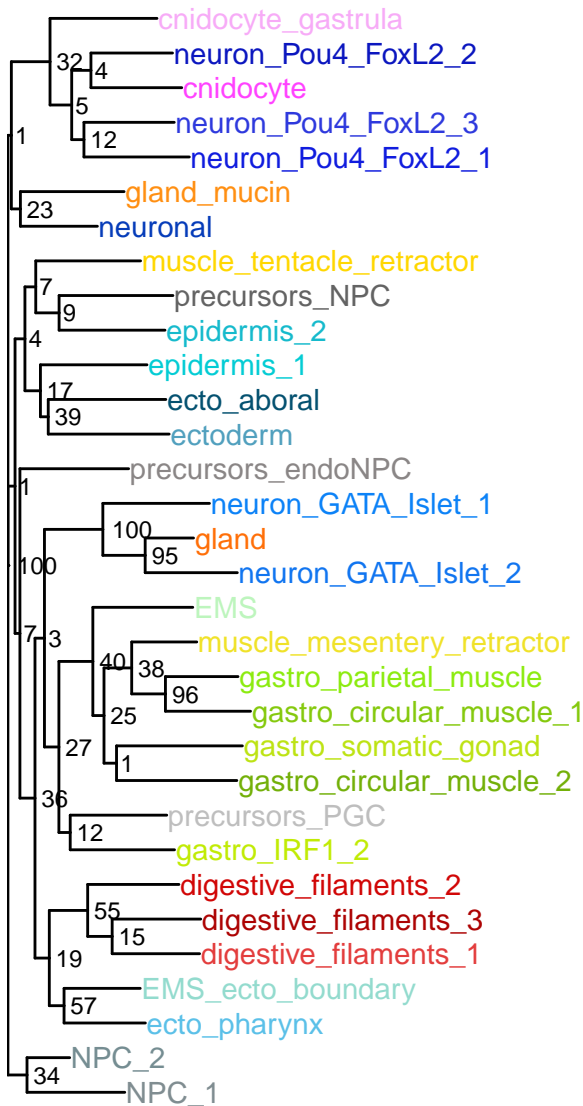 cnidocyte_gastrula
neuron_Pou4_FoxL2_2
32
4
cnidocyte
5
neuron_Pou4_FoxL2_3
12
1
neuron_Pou4_FoxL2_1
gland_mucin
23
neuronal
muscle_tentacle_retractor
7
precursors_NPC
9
epidermis_2
4
epidermis_1
17
ecto_aboral
39
ectoderm
precursors_endoNPC
1
neuron_GATA_Islet_1
100
gland
95
100
neuron_GATA_Islet_2
EMS
7
3
muscle_mesentery_retractor
40
38
gastro_parietal_muscle
96
gastro_circular_muscle_1
25
27
gastro_somatic_gonad
1
gastro_circular_muscle_2
36
precursors_PGC
12
gastro_IRF1_2
digestive_filaments_2
55
digestive_filaments_3
15
digestive_filaments_1
19
EMS_ecto_boundary
57
ecto_pharynx
NPC_2
34
NPC_1